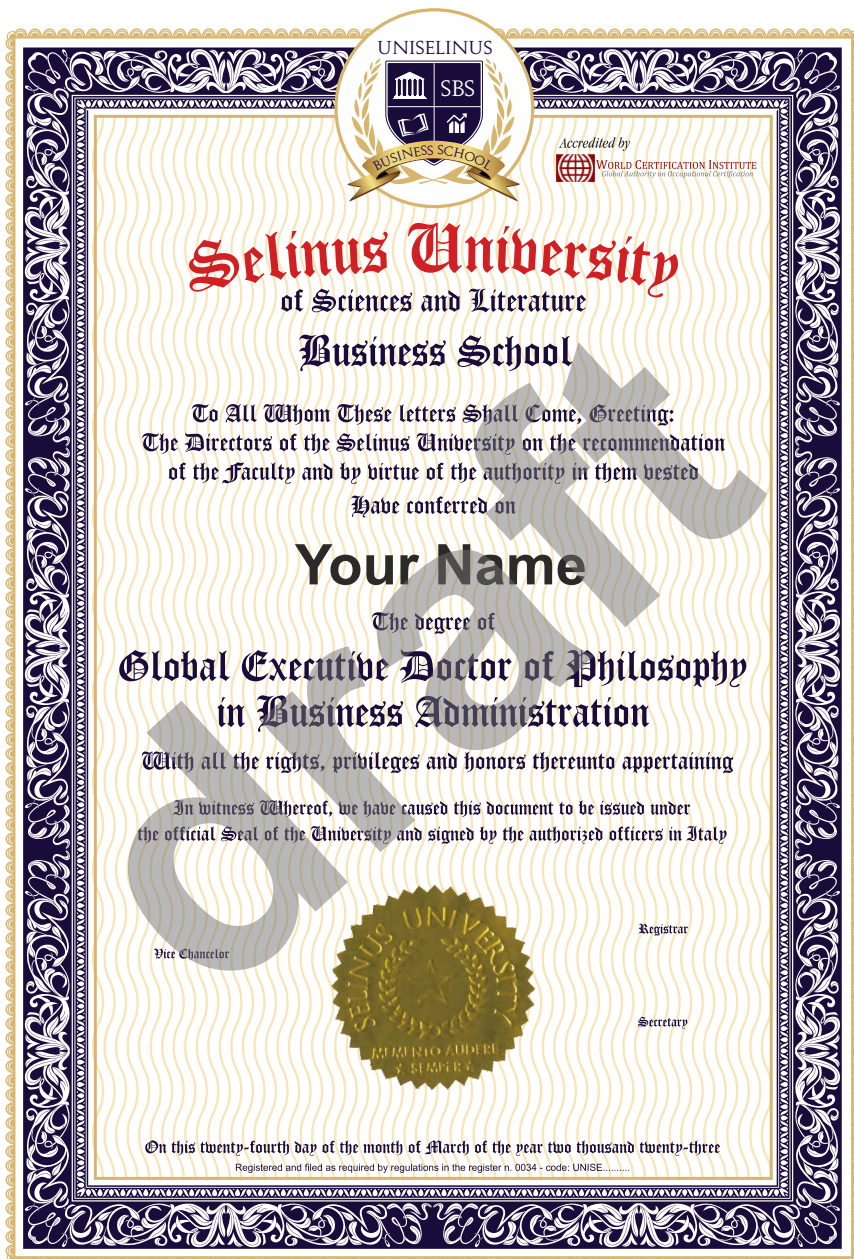 UNISELINUS
SBS
BUSINESS SCHOOL
Accredited by
WORLD CERTIFICATION INSTITUTE
Global Authority on Occupational Certification
Selinus University
of Sciences and Literature
Business School
To All Whom These letters Shall Come, Greeting:
The Directors of the Selinus University on the recommendation
of the Faculty and by virtue of the authority in them vested
Have conferred on
Your Name
The degree of
Global Executive Doctor of Philosophy
in Business Administration
With all the rights, privileges and honors thereunto appertaining
In witness Whereof, we have caused this document to be issued under
the official Seal of the University and signed by the authorized officers in Italy
draft
Registrar
Vice Chancelor
SELINUS UNIVERSITY
MEMENTO AUDERE
SEMPER
Secretary
On this twenty-fourth day of the month of March of the year two thousand twenty-three
Registered and filed as required by regulations in the register n. 0034 - code: UNISE.........